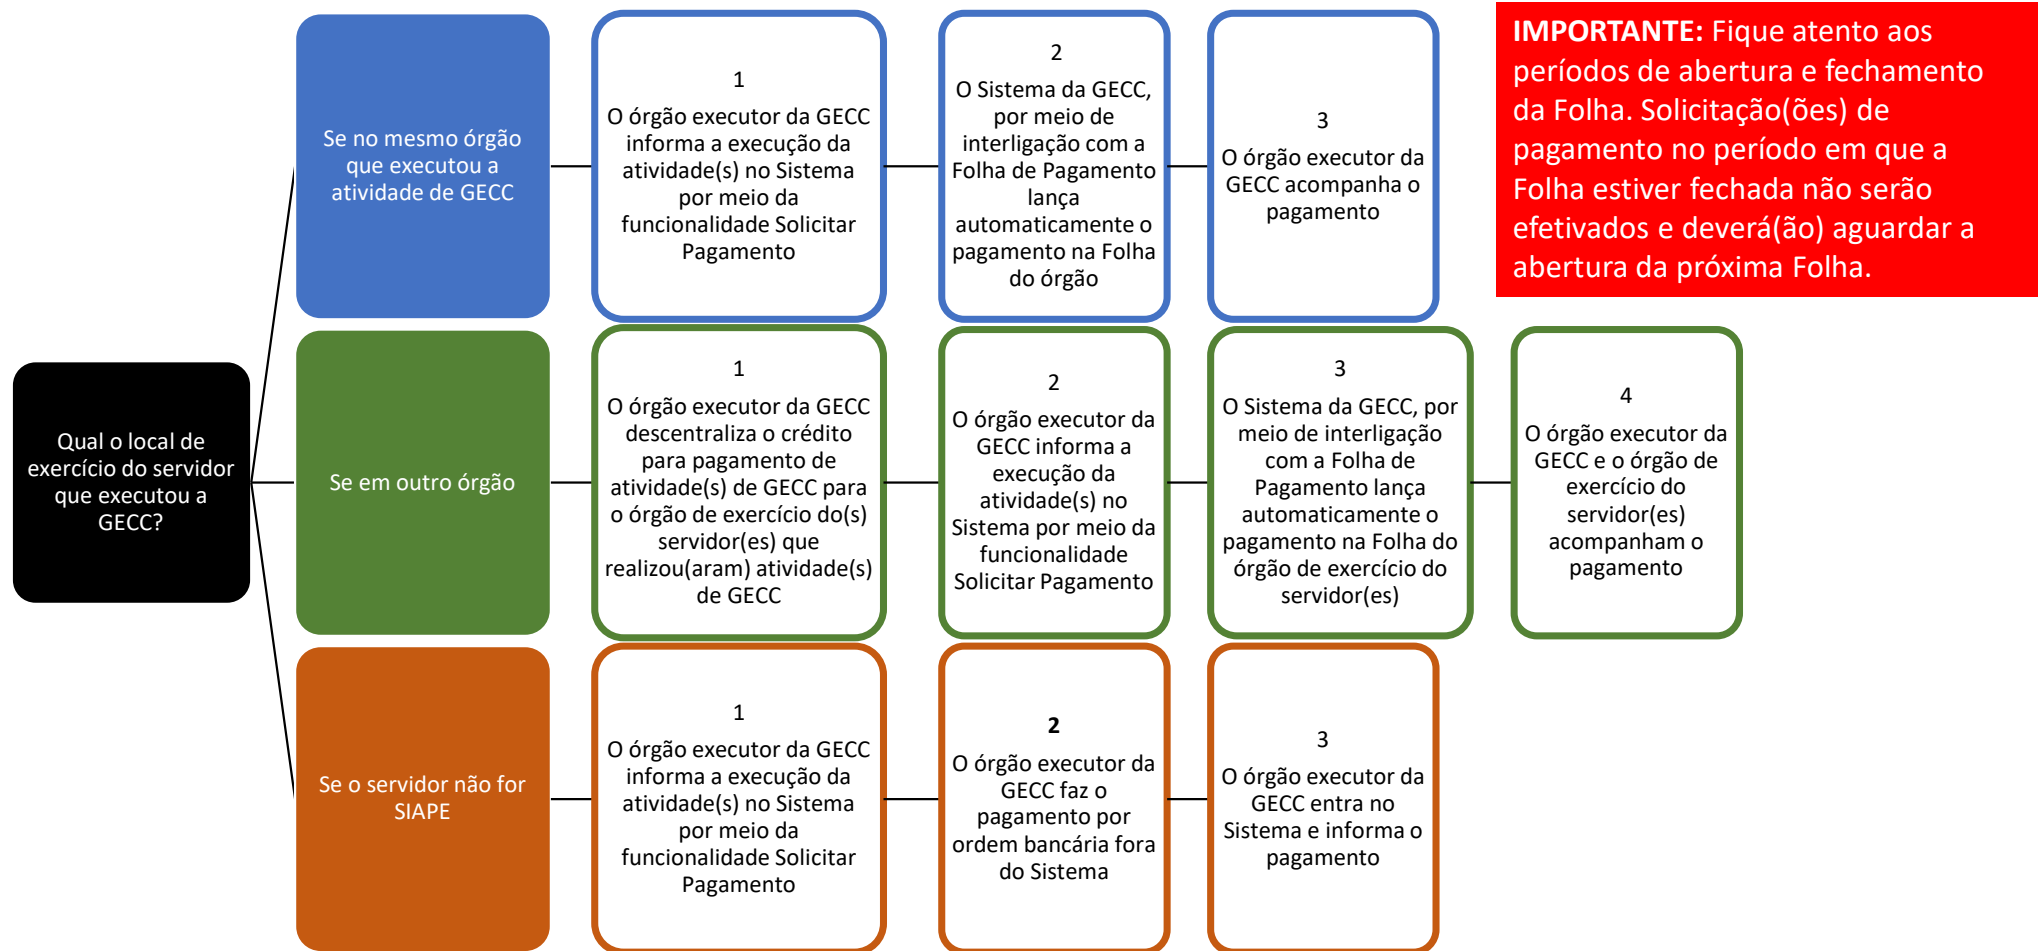 Qual o local de
exercício do servidor
que executou a
GECC?
Se no mesmo órgão
que executou a
atividade de GECC
1
O órgão executor da GECC
informa a execução da
atividade(s) no Sistema
por meio da
funcionalidade Solicitar
Pagamento
2
O Sistema da GECC,
por meio de
interligação com a
Folha de Pagamento
lança
automaticamente o
pagamento na Folha
do órgão
3
O órgão executor da
GECC acompanha o
pagamento
IMPORTANTE: Fique atento aos
períodos de abertura e fechamento
da Folha. Solicitação(ões) de
pagamento no período em que a
Folha estiver fechada não serão
efetivados e deverá(ão) aguardar a
abertura da próxima Folha.
Se em outro órgão
1
O órgão executor da GECC
descentraliza o crédito
para pagamento de
atividade(s) de GECC para
o órgão de exercício do(s)
servidor(es) que
realizou(aram) atividade(s)
de GECC
2
O órgão executor da
GECC informa a
execução da
atividade(s) no
Sistema por meio da
funcionalidade
Solicitar Pagamento
3
O Sistema da GECC, por
meio de interligação
com a Folha de
Pagamento lança
automaticamente o
pagamento na Folha do
órgão de exercício do
servidor(es)
4
O órgão executor da
GECC e o órgão de
exercício do
servidor(es)
acompanham o
pagamento
Se o servidor não for
SIAPE
1
O órgão executor da GECC
informa a execução da
atividade(s) no Sistema
por meio da
funcionalidade Solicitar
Pagamento
2
O órgão executor da
GECC faz o
pagamento por
ordem bancária fora
do Sistema
3
O órgão executor da
GECC entra no
Sistema e informa o
pagamento